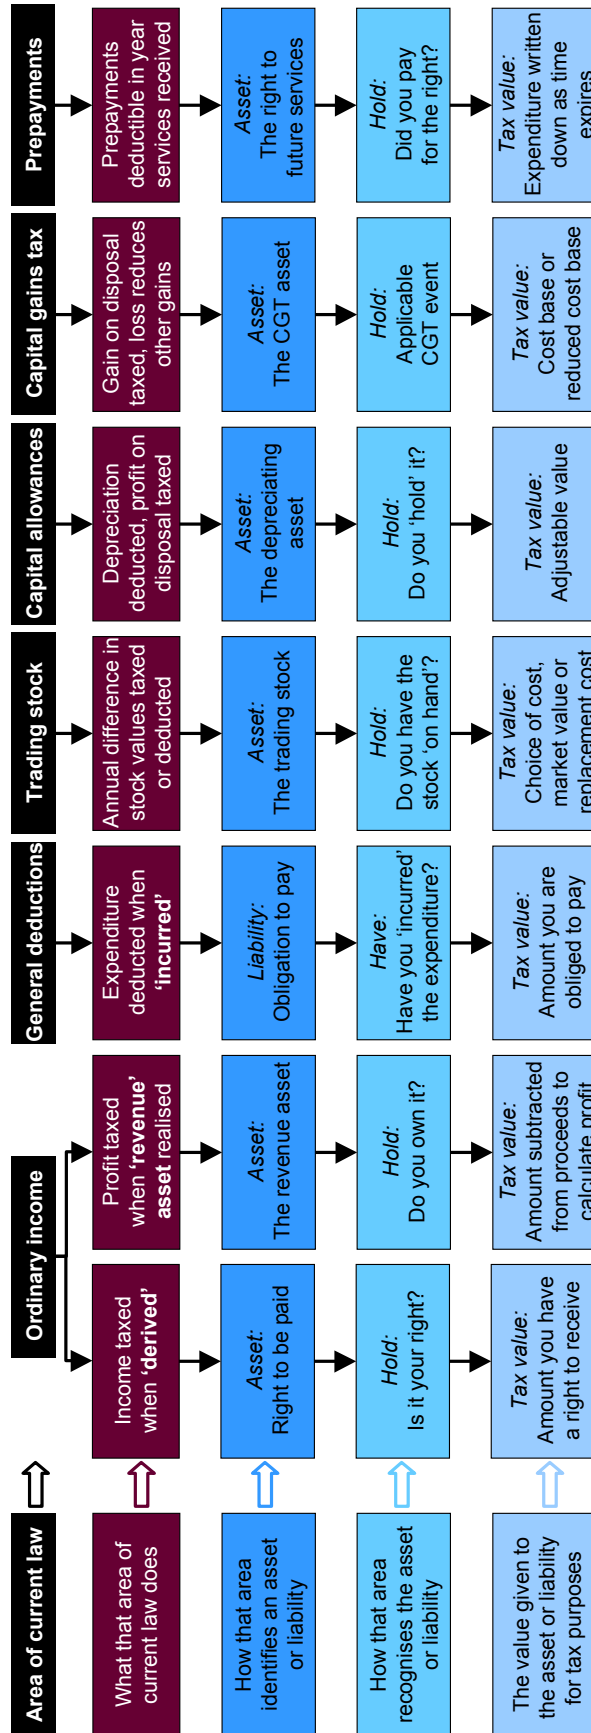 Area of current law
Ordinary income
General deductions
Trading stock
Capital allowances
Capital gains tax
Prepayments
What that area of
current law does
Income taxed
when ‘derived’
Profit taxed
when ‘revenue’
asset realised
Expenditure
deducted when
‘incurred’
Annual difference in
stock values taxed
or deducted
Depreciation
deducted, profit on
disposal taxed
Gain on disposal
taxed, loss reduces
other gains
Prepayments
deductible in year
services received
How that area
identifies an asset
or liability
Asset:
Right to be paid
Asset:
The revenue asset
Liability:
Obligation to pay
Asset:
The trading stock
Asset:
The depreciating
asset
Asset:
The CGT asset
Asset:
The right to
future services
How that area
recognises the asset
or liability
Hold:
Is it your right?
Hold:
Do you own it?
Have:
Have you ‘incurred’
the expenditure?
Hold:
Do you have the
stock ‘on hand’?
Hold:
Do you ‘hold’ it?
Hold:
Applicable
CGT event
Hold:
Did you pay
for the right?
The value given to
the asset or liability
for tax purposes
Tax value:
Amount you have
a right to receive
Tax value:
Amount subtracted
from proceeds to
calculate profit
Tax value:
Amount you are
obliged to pay
Tax value:
Choice of cost,
market value or
replacement cost
Tax value:
Adjustable value
Tax value:
Cost base or
reduced cost base
Tax value:
Expenditure written
down as time
expires